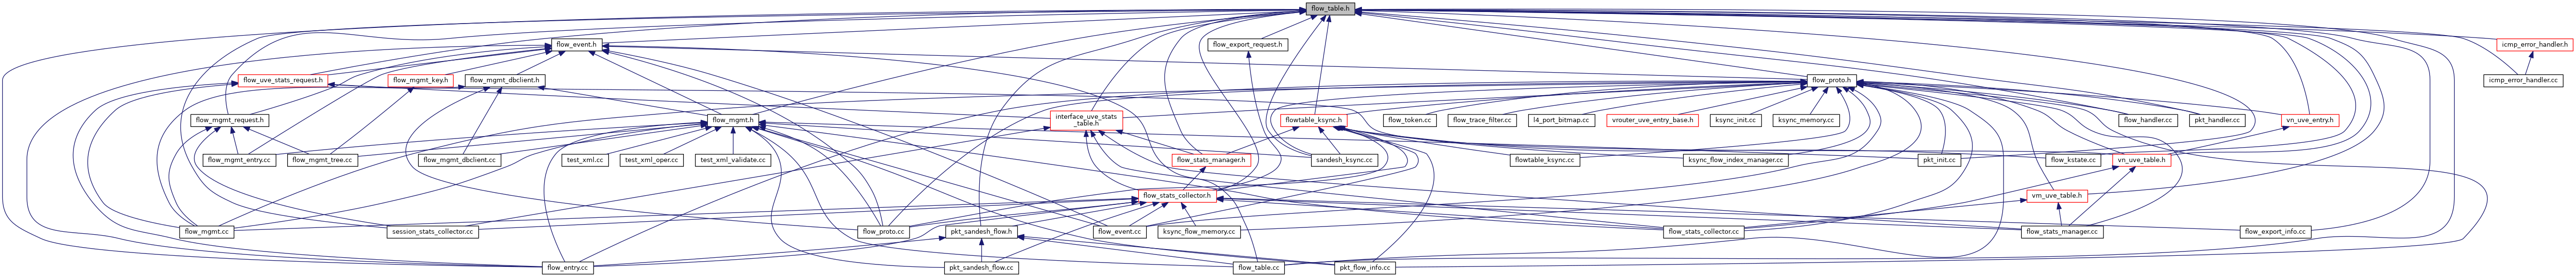 flow_table.h
flow_event.h
flow_export_request.h
icmp_error_handler.h
flow_uve_stats_request.h
flow_mgmt_key.h
flow_mgmt_dbclient.h
flow_proto.h
icmp_error_handler.cc
flow_mgmt_request.h
flow_mgmt.h
interface_uve_stats
_table.h
flowtable_ksync.h
flow_token.cc
flow_trace_filter.cc
l4_port_bitmap.cc
vrouter_uve_entry_base.h
ksync_init.cc
ksync_memory.cc
flow_handler.cc
pkt_handler.cc
vn_uve_entry.h
flow_mgmt_entry.cc
flow_mgmt_tree.cc
flow_mgmt_dbclient.cc
test_xml.cc
test_xml_oper.cc
test_xml_validate.cc
flow_stats_manager.h
sandesh_ksync.cc
flowtable_ksync.cc
ksync_flow_index_manager.cc
pkt_init.cc
flow_kstate.cc
vn_uve_table.h
flow_stats_collector.h
vm_uve_table.h
flow_mgmt.cc
session_stats_collector.cc
flow_proto.cc
pkt_sandesh_flow.h
flow_event.cc
ksync_flow_memory.cc
flow_stats_collector.cc
flow_stats_manager.cc
flow_export_info.cc
flow_entry.cc
pkt_sandesh_flow.cc
flow_table.cc
pkt_flow_info.cc